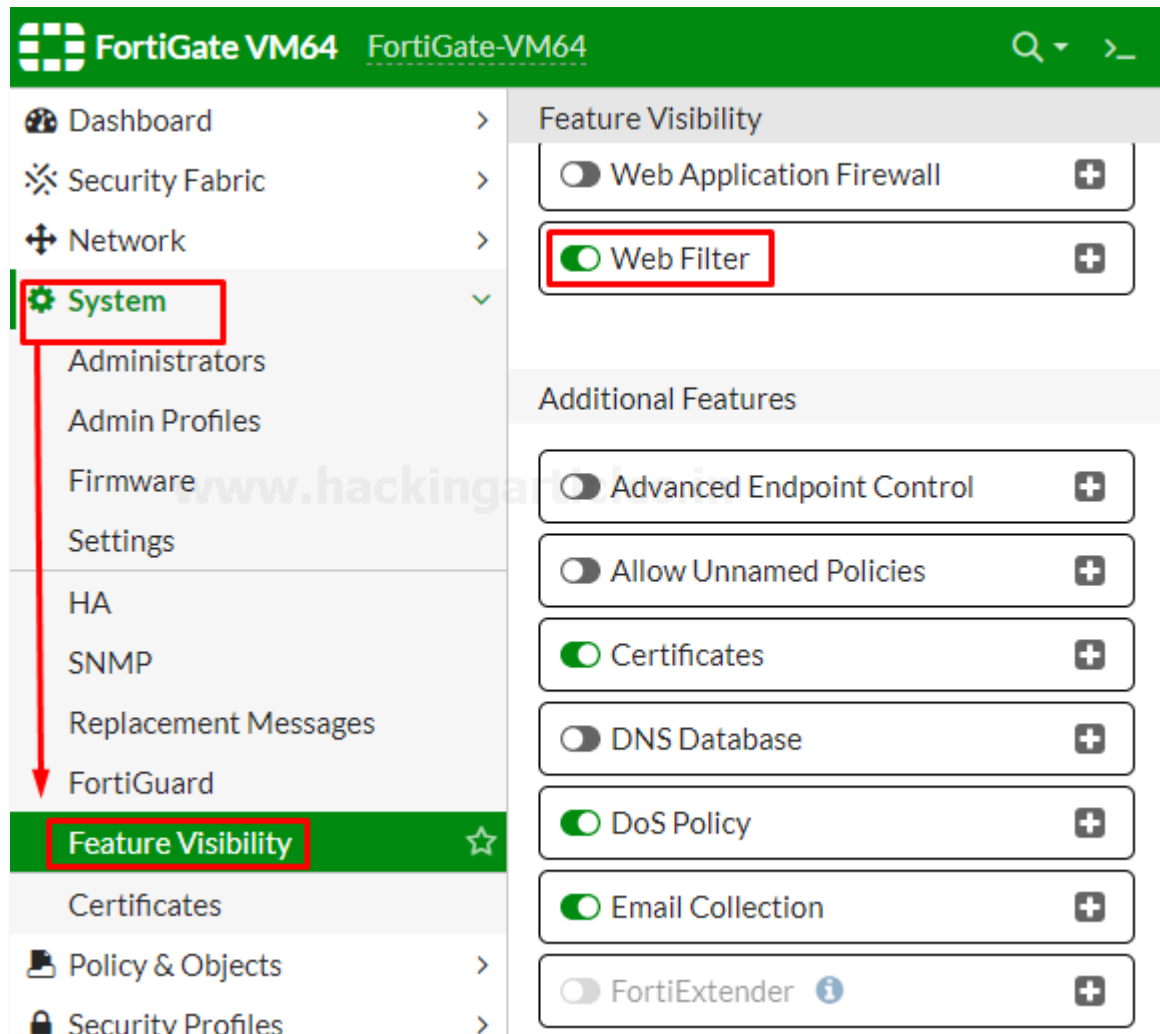 FortiGate VM64 FortiGate-VM64 >_
Dashboard
Security Fabric
Network
System
Administrators
Admin Profiles
Firmware
Settings
HA
SNMP
Replacement Messages
FortiGuard
Feature Visibility
Certificates
Policy & Objects
Security Profiles
Feature Visibility
Web Application Firewall
Web Filter
Additional Features
Advanced Endpoint Control
Allow Unnamed Policies
Certificates
DNS Database
DoS Policy
Email Collection
FortiExtender